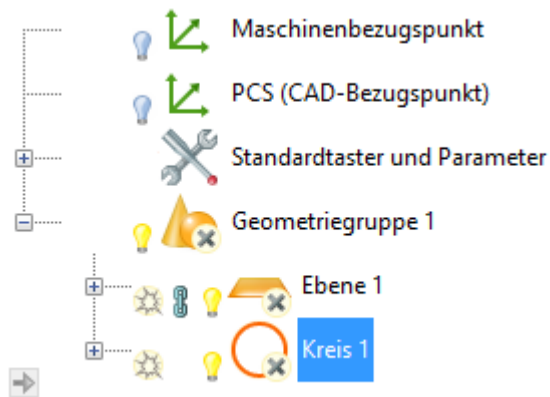 Maschinenbezugspunkt
PCS (CAD-Bezugspunkt)
Standardtaster und Parameter
Geometriegruppe 1
Ebene 1
Kreis 1